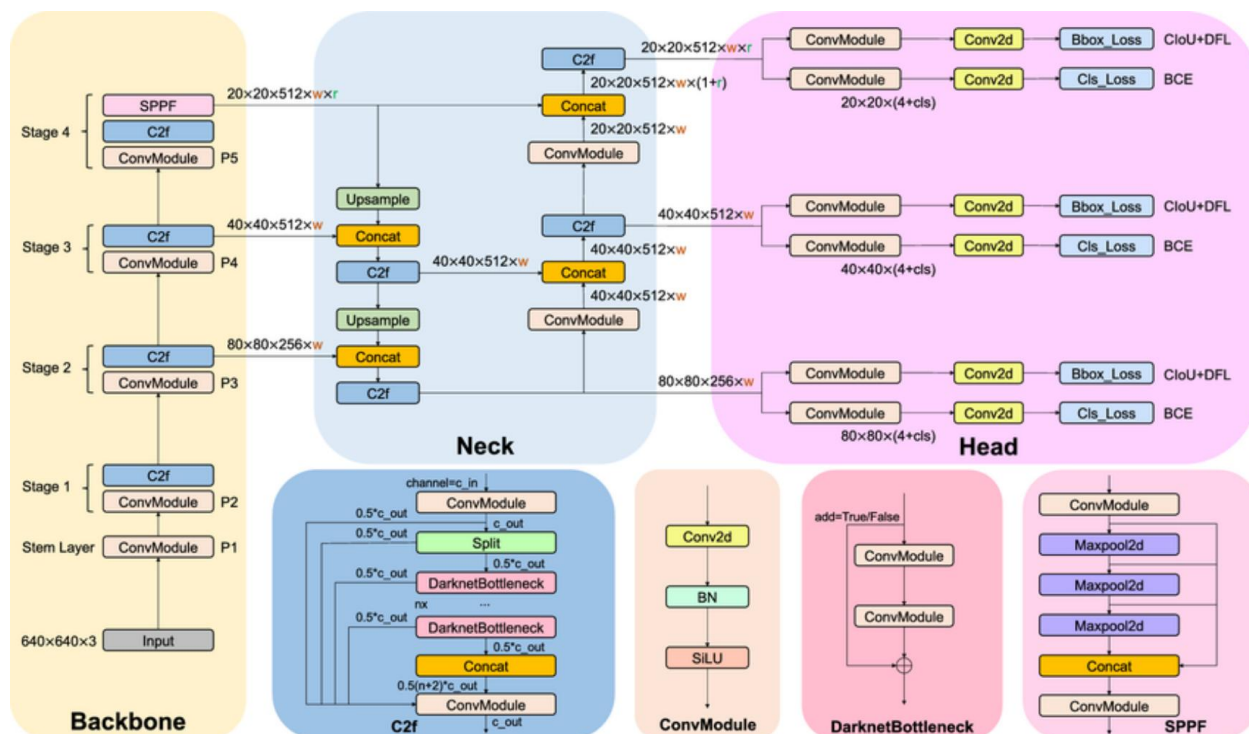 SPPF
Stage 4
C2f
ConvModule
P5
Stage 3
C2f
ConvModule
P4
Stage 2
C2f
ConvModule
P3
Stage 1
C2f
ConvModule
P2
Stem Layer
ConvModule
P1
640×640×3
Input
Backbone
20×20×512×w×r
40×40×512×w
80×80×256×w
Upsample
Concat
C2f
Upsample
Concat
C2f
40×40×512×w
C2f
20×20×512×w×(1+r)
Concat
20×20×512×w
ConvModule
C2f
40×40×512×w
Concat
40×40×512×w
ConvModule
Neck
20×20×512×w×r
40×40×512×w
80×80×256×w
ConvModule
Conv2d
Bbox_Loss
CIoU+DFL
ConvModule
Conv2d
Cls_Loss
BCE
20×20×(4+cls)
ConvModule
Conv2d
Bbox_Loss
CIoU+DFL
ConvModule
Conv2d
Cls_Loss
BCE
40×40×(4+cls)
ConvModule
Conv2d
Bbox_Loss
CIoU+DFL
ConvModule
Conv2d
Cls_Loss
BCE
80×80×(4+cls)
Head
channel=c_in
ConvModule
0.5*c_out
c_out
0.5*c_out
Split
0.5*c_out
0.5*c_out
DarknetBottleneck
nx
...
0.5*c_out
DarknetBottleneck
0.5*c_out
Concat
0.5(n+2)*c_out
ConvModule
C2f
c_out
Conv2d
BN
SiLU
ConvModule
add=True/False
ConvModule
ConvModule
DarknetBottleneck
ConvModule
Maxpool2d
Maxpool2d
Maxpool2d
Concat
ConvModule
SPPF